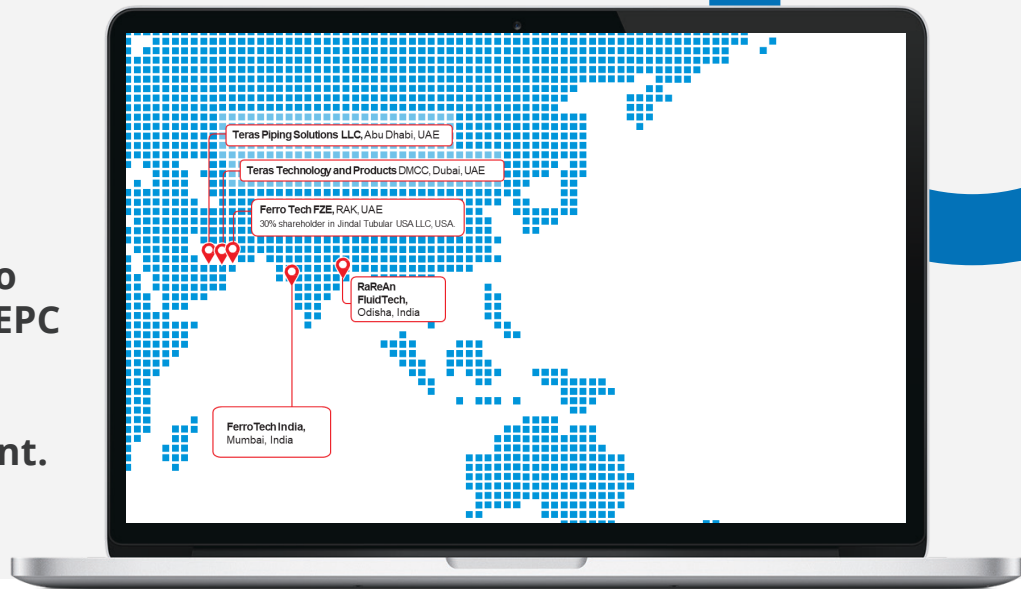 o
EPC
nt.
Teras Piping Solutions LLC, Abu Dhabi, UAE
Teras Technology and Products DMCC, Dubai, UAE
Ferro Tech FZE, RAK, UAE
30% shareholder in Jindal Tubular USA LLC, USA.
RaReAn
FluidTech,
Odisha, India
FerroTech India,
Mumbai, India